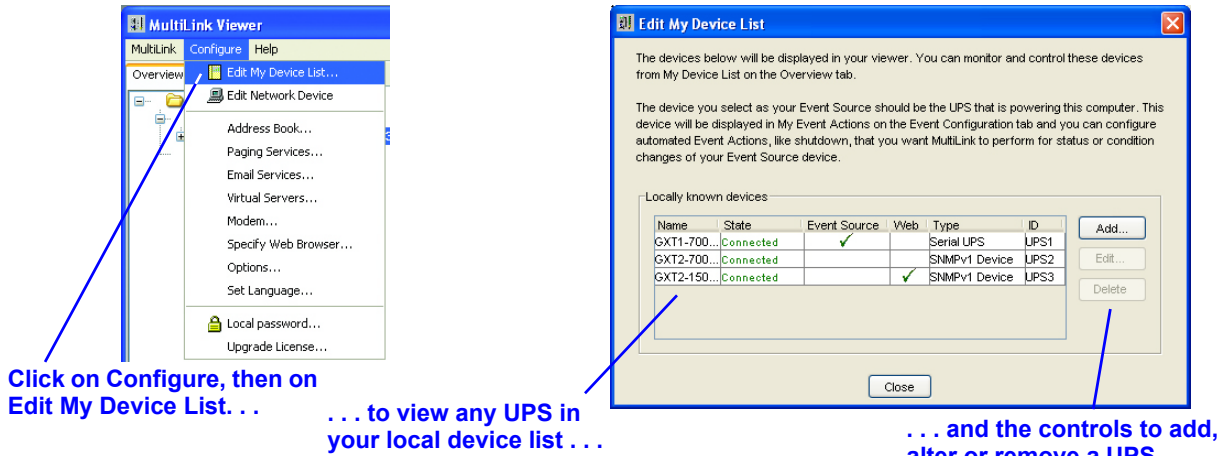 MultiLink Viewer
MultiLink Configure Help
Overview
Edit My Device List...
Edit Network Device
Address Book...
Paging Services...
Email Services...
Virtual Servers...
Modem...
Specify Web Browser...
Options...
Set Language...
Local password...
Upgrade License...
Click on Configure, then on
Edit My Device List. . .
Edit My Device List
The devices below will be displayed in your viewer. You can monitor and control these devices
from My Device List on the Overview tab.
The device you select as your Event Source should be the UPS that is powering this computer. This
device will be displayed in My Event Actions on the Event Configuration tab and you can configure
automated Event Actions, like shutdown, that you want MultiLink to perform for status or condition
changes of your Event Source device.
Locally known devices
Name State Event Source Web Type ID
GXT1-700... Connected Serial UPS UPS1
GXT2-700... Connected SNMPv1 Device UPS2
GXT2-150... Connected SNMPv1 Device UPS3
Add...
Edit...
Delete
Close
. . . to view any UPS in
your local device list . . .
. . . and the controls to add,
alter or remove a UPS